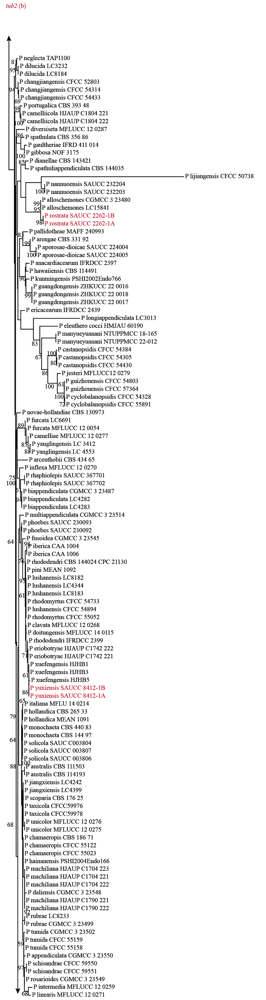 tub2 (b)
P neglecta TAP1100
81
P dilucida LC3232
95
P dilucida LC8184
P changjiangensis CFCC 52803
94
P changjiangensis CFCC 54314
P changjiangensis CFCC 54433
69
P portugalica CBS 393 48
98
P camelliicola HJAUP C1804 221
P camelliicola HJAUP C1804 222
100
P diversiseta MFLUCC 12 0287
86
P spathulata CBS 356 86
P gaultheriae IFRD 411 014
P gibbosa NOF 3175
100
P dianellae CBS 143421
85
P spathuliappendiculata CBS 144035
P lijiangensis CFCC 50738
P nannuoensis SAUCC 232204
100
P nannuoensis SAUCC 232203
P alloschemones CGMCC 3 23480
99
P alloschemones LC15841
95
P rostrata SAUCC 2262-1B
98
P rostrata SAUCC 2262-1A
P pallidotheae MAFF 240993
83
P arengae CBS 331 92
99
P aporosae-dioicae SAUCC 224004
100
P aporosae-dioicae SAUCC 224005
P anacardiacearum IFRDCC 2397
P hawaiiensis CBS 114491
90
P kunmingensis PSHI2002Endo766
P guangdongensis ZHKUCC 22 0016
P guangdongensis ZHKUCC 22 0018
99
P guangdongensis ZHKUCC 22 0017
P ericacearum IFRDCC 2439
P longiappendiculata LC3013
P eleuthero cocci HMJAU 60190
P manyueyuanani NTUPPMCC 18-165
83
P manyueyuanani NTUPPMCC 22-012
P castanopsidis CFCC 54384
100
67
P castanopsidis CFCC 54305
80
P castanopsidis CFCC 54430
86
P jesteri MFLUCC12 0279
P guizhouensis CFCC 54803
61
100
P guizhouensis CFCC 57364
100
P cyclobalanopsidis CFCC 54328
72
P cyclobalanopsidis CFCC 55891
P novae-hollandiae CBS 130973
P furcata LC6691
89
P furcata MFLUCC 12 0054
P camelliae MFLUCC 12 0277
85
P yanglingensis LC 3412
88
P yanglingensis LC 4553
P arceuthobii CBS 434 65
P inflexa MFLUCC 12 0270
P rhaphiolepis SAUCC 367701
75
P rhaphiolepis SAUCC 367702
100
61
P biappendiculata CGMCC 3 23487
94
P biappendiculata LC4282
P biappendiculata LC4283
P multiappendiculata CGMCC 3 23514
P phoebes SAUCC 230093
P phoebes SAUCC 230092
P fusoidea CGMCC 3 23545
64
98
P iberica CAA 1004
P iberica CAA 1006
76
P rhododendri CBS 144024 CPC 21130
P pini MEAN 1092
P lushanensis LC8182
95
P lushanensis LC4344
P lushanensis LC8183
61
P rhodomyrtus CFCC 54733
P lushanensis CFCC 54894
P rhodomyrtus CFCC 55052
P clavata MFLUCC 12 0268
P doitungensis MFLUCC 14 0115
P rhododendri IFRDCC 2399
P eriobotryae HJAUP C1742 222
71
P eriobotryae HJAUP C1742 221
P xuefengensis HJHB1
P xuefengensis HJHB3
61
P xuefengensis HJHB5
P yuxiensis SAUCC 8412-1B
86
P yuxiensis SAUCC 8412-1A
65
P italiana MFLU 14 0214
P hollandica CBS 265 33
79
P hollandica MEAN 1091
P monochaeta CBS 440 83
P monochaeta CBS 144 97
64
P solicola SAUC C003804
P solicola SAUCC 003807
P solicola SAUCC 003806
100
88
P australis CBS 111503
P australis CBS 114193
P jiangxiensis LC4242
P jiangxiensis LC4399
P scoparia CBS 176 25
P taxicola CFCC59976
P taxicola CFCC59978
P unicolor MFLUCC 12 0276
68
P unicolor MFLUCC 12 0275
P chamaeropis CBS 186 71
P chamaeropis CFCC 55122
P chamaeropis CFCC 55023
P hainanensis PSHI2004Endo166
P machiliana HJAUP C1704 223
P machiliana HJAUP C1704 221
P machiliana HJAUP C1704 222
P daliensis CGMCC 3 23548
P machiliana HJAUP C1790 221
P machiliana HJAUP C1790 222
92
P rubrae LC8233
P rubrae CGMCC 3 23499
P tumida CGMCC 3 23502
P tumida CFCC 55159
59
P tumida CFCC 55158
P appendiculata CGMCC 3 23550
P schisandrae CFCC 59550
97
P schisandrae CFCC 59551
P rosarioides CGMCC 3 23549
P intermedia MFLUCC 12 0259
68
P linearis MFLUCC 12 0271